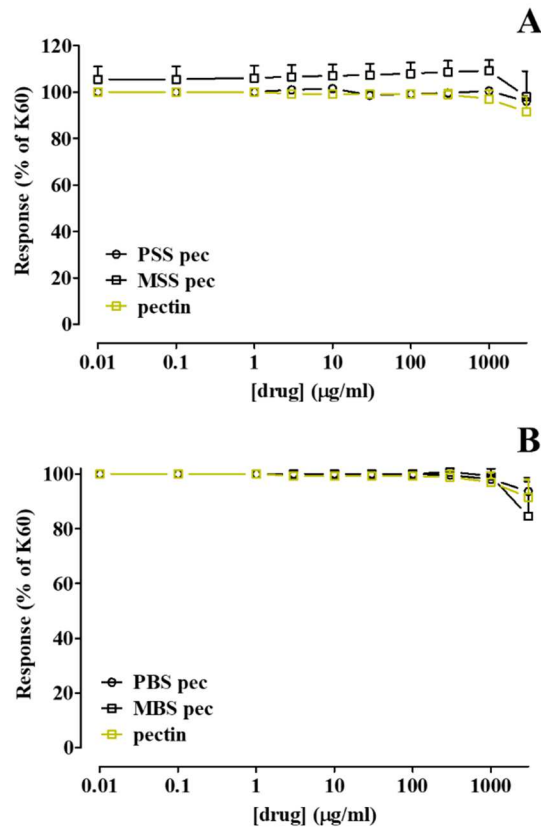 A
120
100
80
60
40
20
0
Response (% of K60)
PSS pec
MSS pec
pectin
0.01 0.1 1 10 100 1000
[drug] (μg/ml)
B
100
80
60
40
20
0
Response (% of K60)
PBS pec
MBS pec
pectin
0.01 0.1 1 10 100 1000
[drug] (μg/ml)